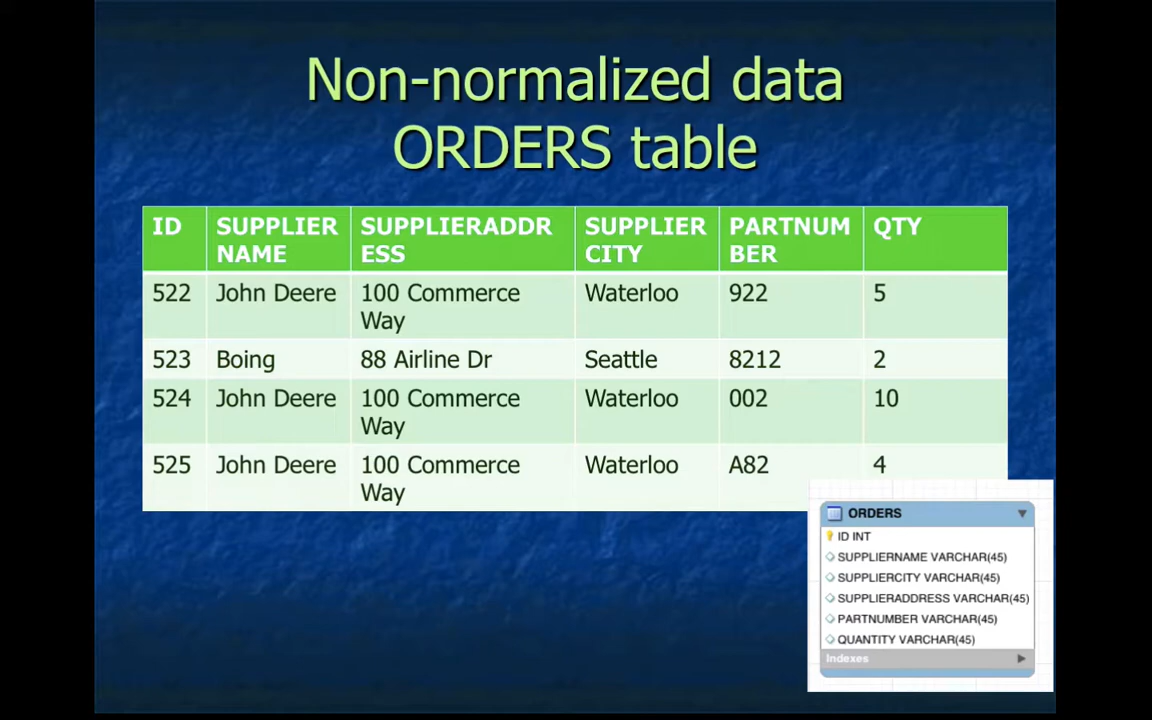 Non-normalized data
ORDERS table
ID SUPPLIER SUPPLIERADDR SUPPLIER PARTNUM QTY
NAME ESS CITY BER
522 John Deere 100 Commerce Waterloo 922 5
Way
523 Boing 88 Airline Dr Seattle 8212 2
524 John Deere 100 Commerce Waterloo 002 10
Way
525 John Deere 100 Commerce Waterloo A82 4
Way
ORDERS
ID INT
SUPPLIERNAME VARCHAR(45)
SUPPLIERCITY VARCHAR(45)
SUPPLIERADDRESS VARCHAR(45)
PARTNUMBER VARCHAR(45)
QUANTITY VARCHAR(45)
Indexes